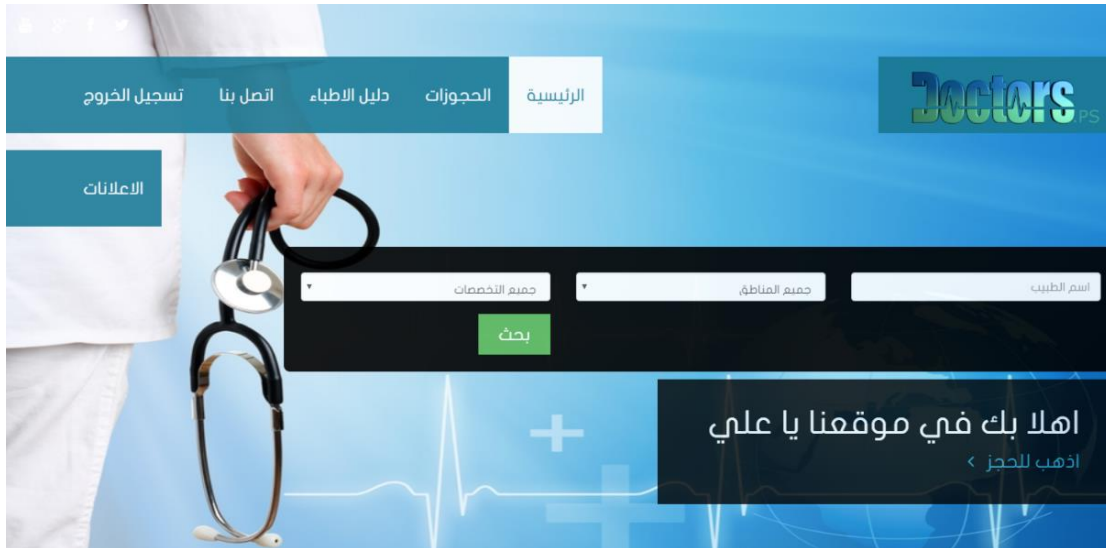 Doctors.PS
الرئيسية الحجوزات دليل الاطباء اتصل بنا تسجيل الخروج
الاعلانات
اسم الطبيب جميع المناطق جميع التخصصات
بحث
اهلا بك في موقعنا يا علي
اذهب للحجز >